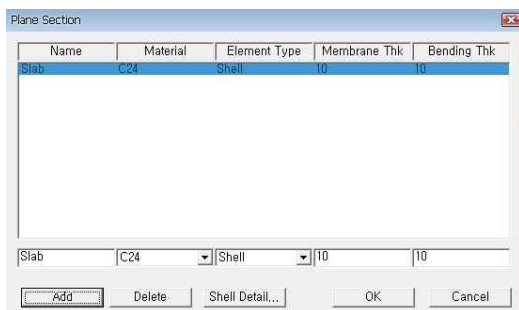 Plane Section
Name Material Element Type Membrane Thk Bending Thk
Slab C24 Shell 10 10
Slab C24 Shell 10 10
Add Delete Shell Detail... OK Cancel